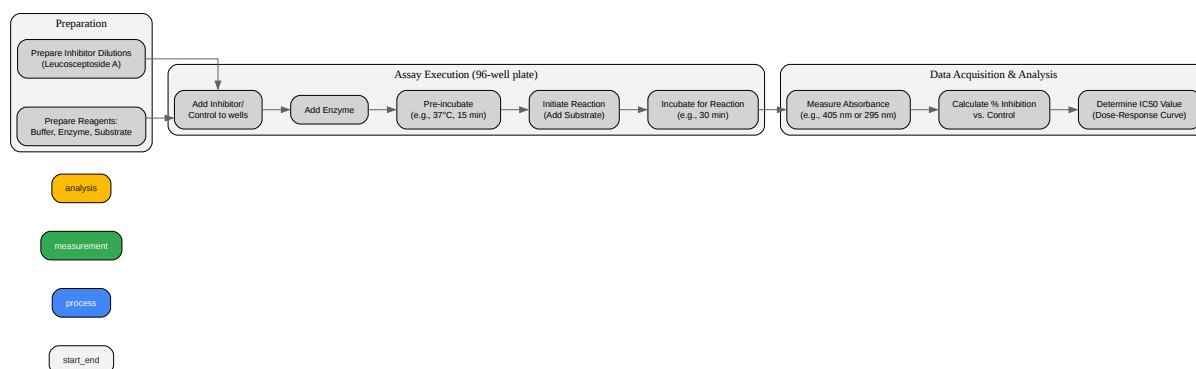 Preparation
Prepare Inhibitor Dilutions
(Leucosceptoside A)
Prepare Reagents:
Buffer, Enzyme, Substrate
Assay Execution (96-well plate)
Add Inhibitor/
Control to wells
Add Enzyme
Pre-incubate
(e.g., 37°C, 15 min)
Initiate Reaction
(Add Substrate)
Incubate for Reaction
(e.g., 30 min)
Data Acquisition & Analysis
Measure Absorbance
(e.g., 405 nm or 295 nm)
Calculate % Inhibition
vs. Control
Determine IC50 Value
(Dose-Response Curve)
analysis
measurement
process
start_end